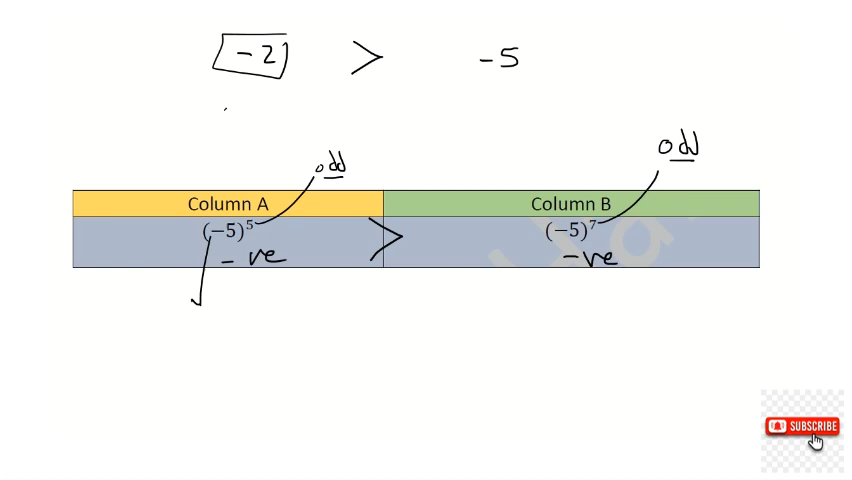 -2 > -5
odd
odd
Column A Column B
(−5)⁵ > (−5)⁷
-ve -ve
SUBSCRIBE